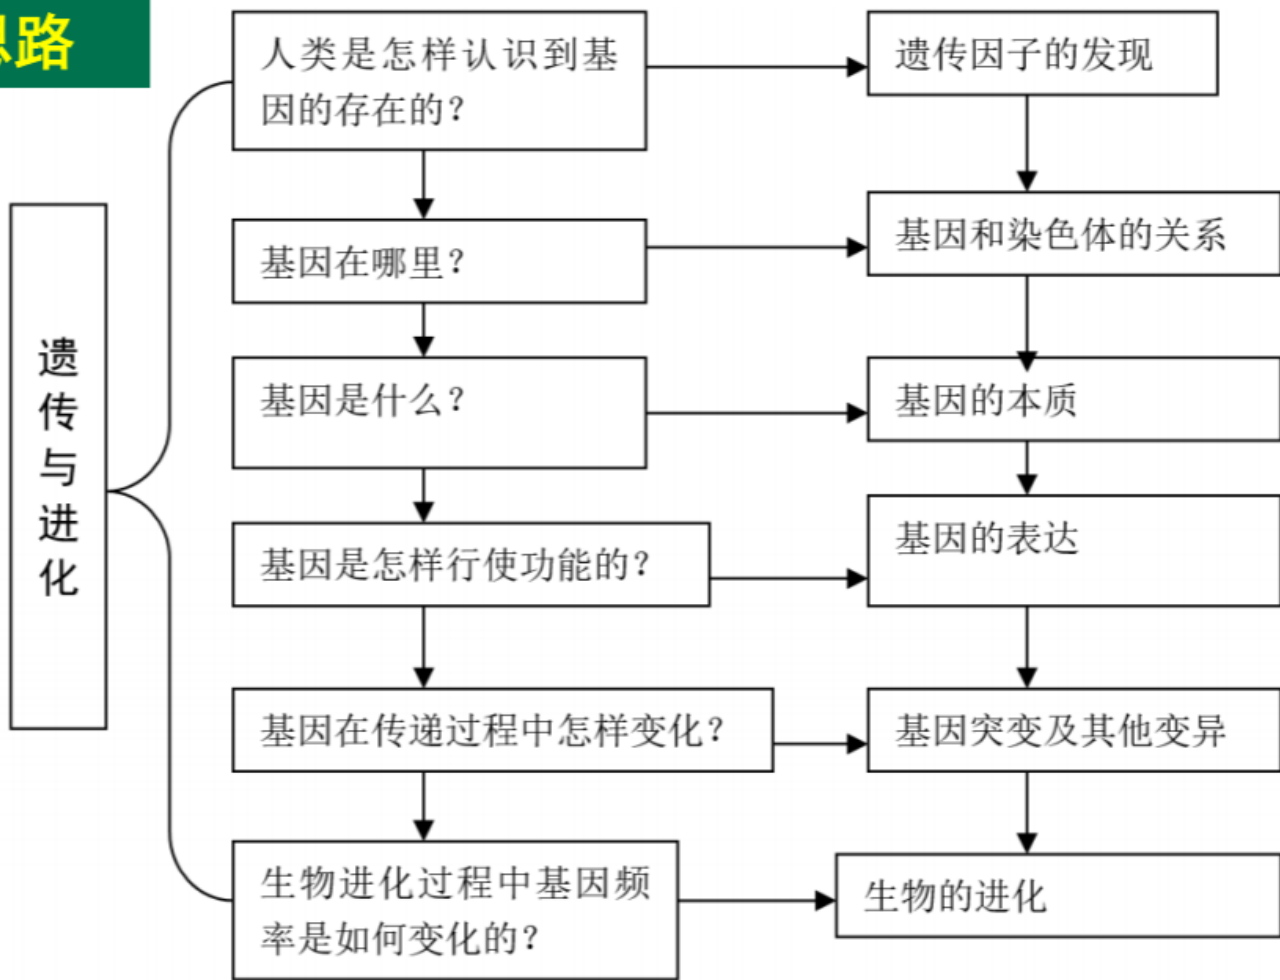 思路
人类是怎样认识到基
因的存在的？
遗传因子的发现
基因在哪里？
基因和染色体的关系
基因是什么？
基因的本质
基因是怎样行使功能的？
基因的表达
基因在传递过程中怎样变化？
基因突变及其他变异
生物进化过程中基因频
率是如何变化的？
生物的进化
遗传与进化